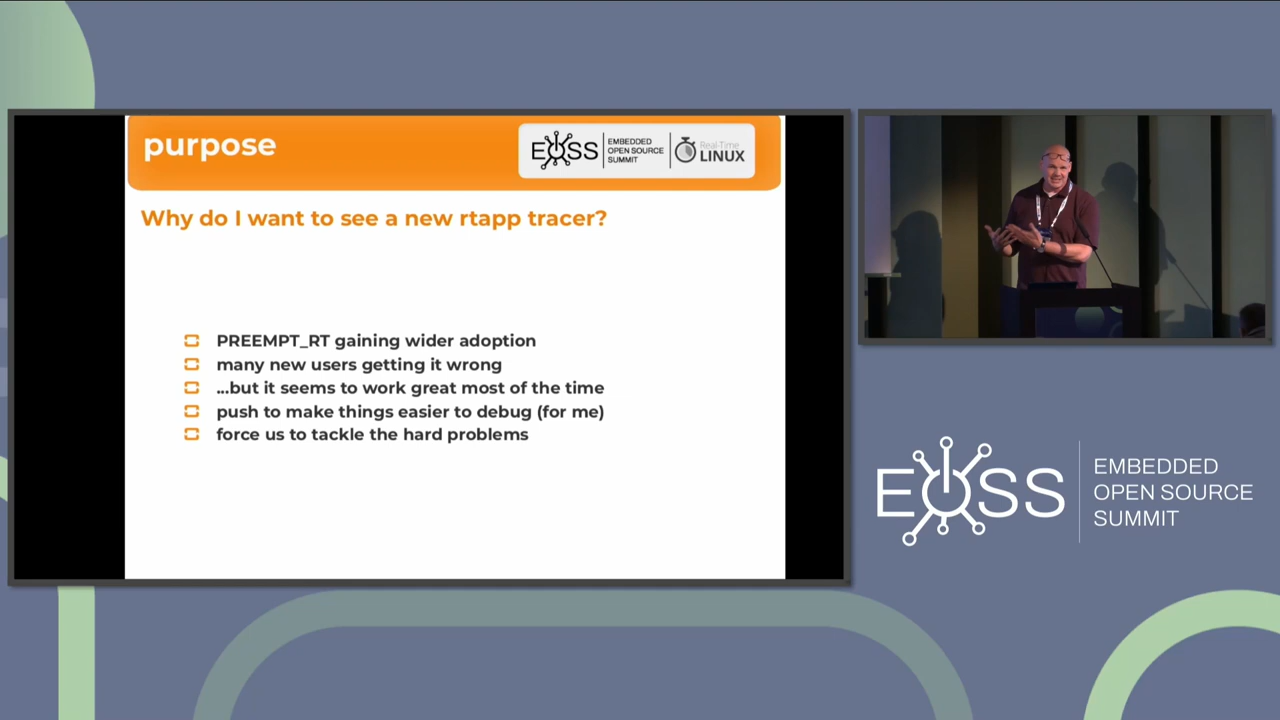 purpose
EOSS
EMBEDDED
OPEN SOURCE
SUMMIT
Real-Time
LINUX
Why do I want to see a new rtapp tracer?
PREEMPT_RT gaining wider adoption
many new users getting it wrong
...but it seems to work great most of the time
push to make things easier to debug (for me)
force us to tackle the hard problems
EOSS
EMBEDDED
OPEN SOURCE
SUMMIT